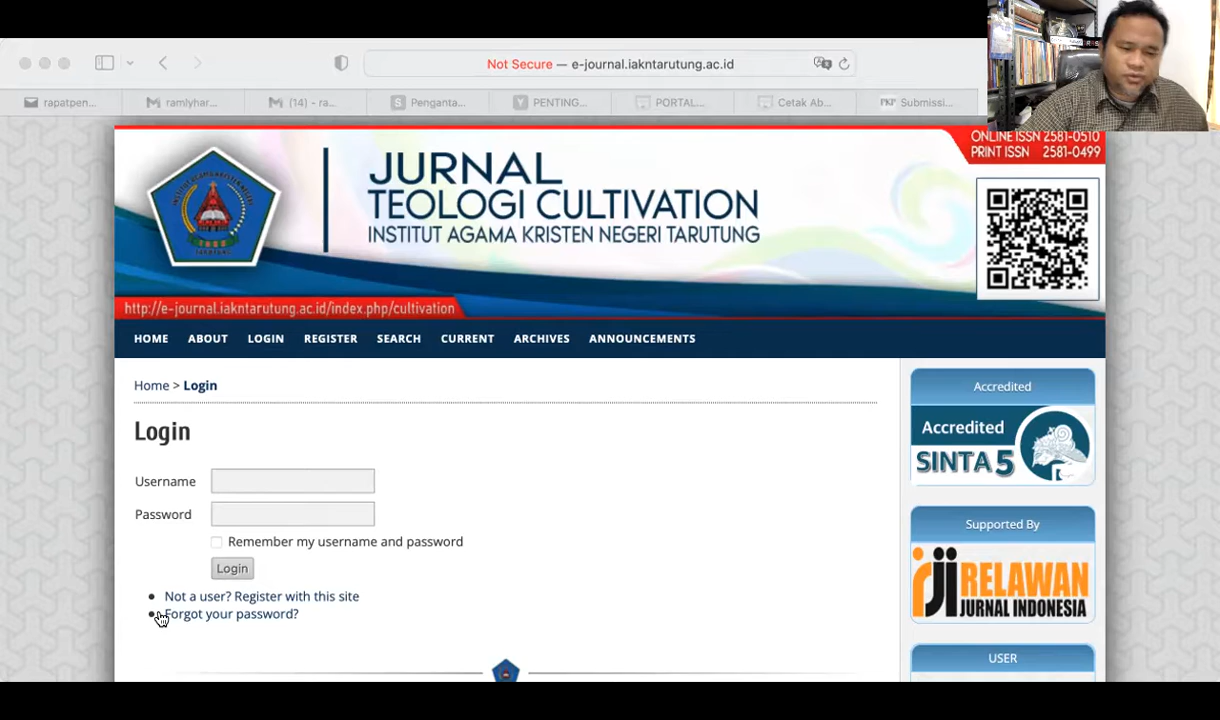 Not Secure — e-journal.iakntarutung.ac.id
rapatpen...
ramlyhar...
(14) - ra...
Penganta...
PENTING...
PORTAL...
Cetak Ab...
PKP Submissi...
ONLINE ISSN 2581-0510
PRINT ISSN 2581-0499
JURNAL
TEOLOGI CULTIVATION
INSTITUT AGAMA KRISTEN NEGERI TARUTUNG
TARUTUNG
http://e-journal.iakntarutung.ac.id/index.php/cultivation
HOME ABOUT LOGIN REGISTER SEARCH CURRENT ARCHIVES ANNOUNCEMENTS
Home > Login
Login
Username
Password
Remember my username and password
Login
Not a user? Register with this site
Forgot your password?
Accredited
Accredited
SINTA 5
Supported By
rji RELAWAN
JURNAL INDONESIA
USER